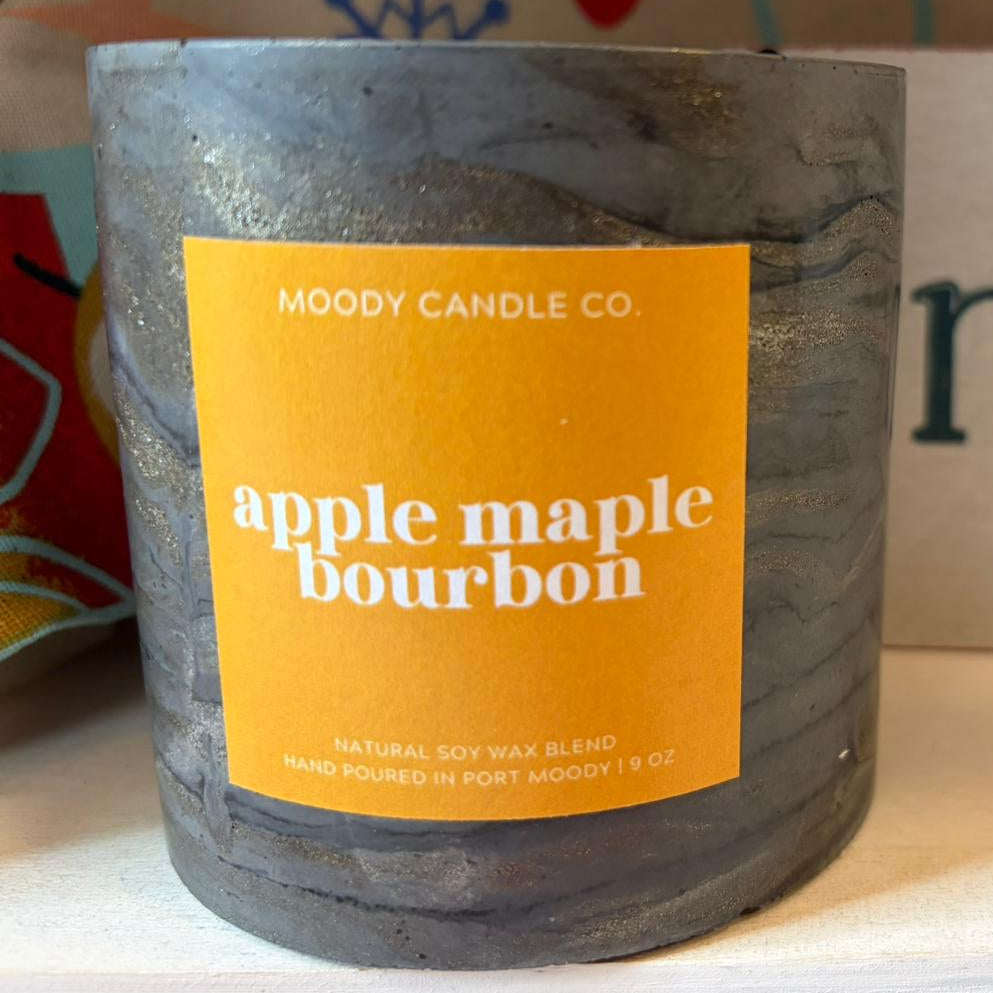 MOODY CANDLE CO.
apple maple
bourbon
NATURAL SOY WAX BLEND
HAND POURED IN PORT MOODY | 9 OZ